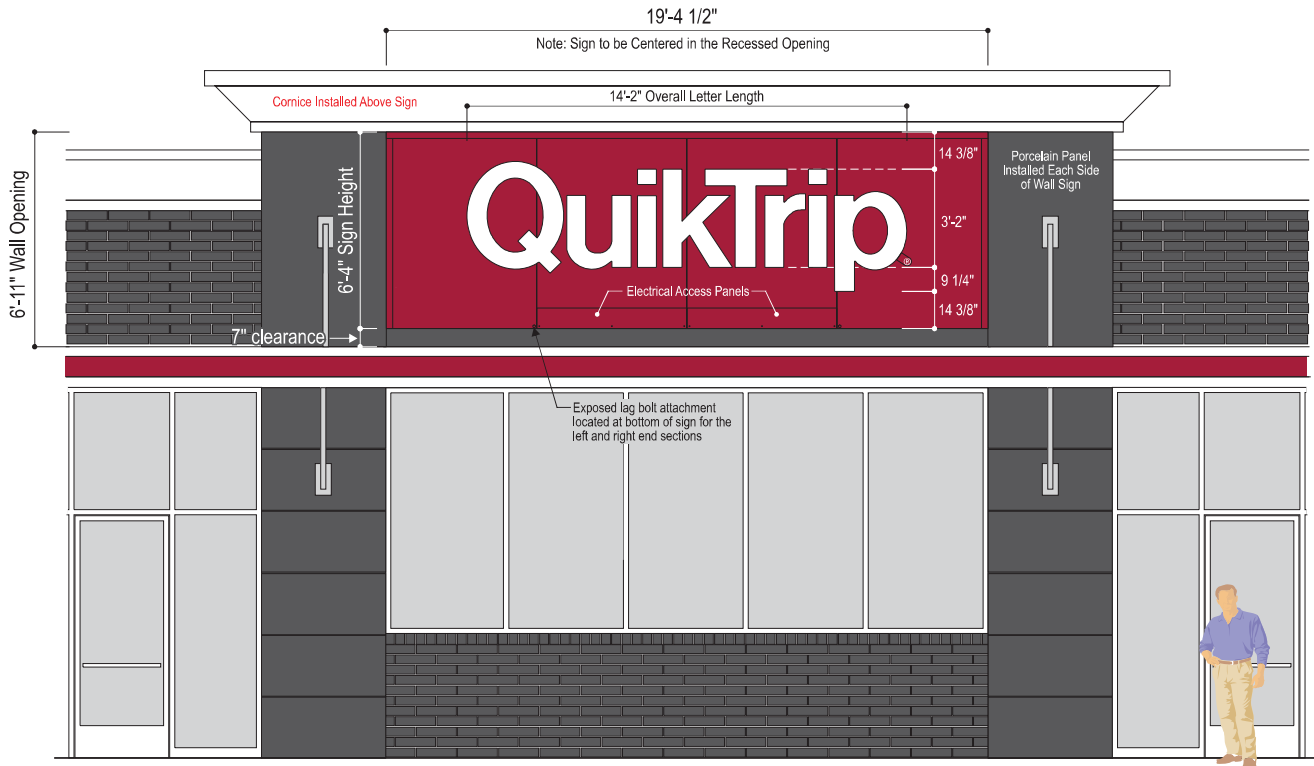 19'-4 1/2"
Note: Sign to be Centered in the Recessed Opening
Cornice Installed Above Sign
14'-2" Overall Letter Length
6'-11" Wall Opening
6'-4" Sign Height
QuikTrip®
14 3/8"
3'-2"
9 1/4"
14 3/8"
Porcelain Panel
Installed Each Side
of Wall Sign
Electrical Access Panels
7" clearance
Exposed lag bolt attachment
located at bottom of sign for the
left and right end sections